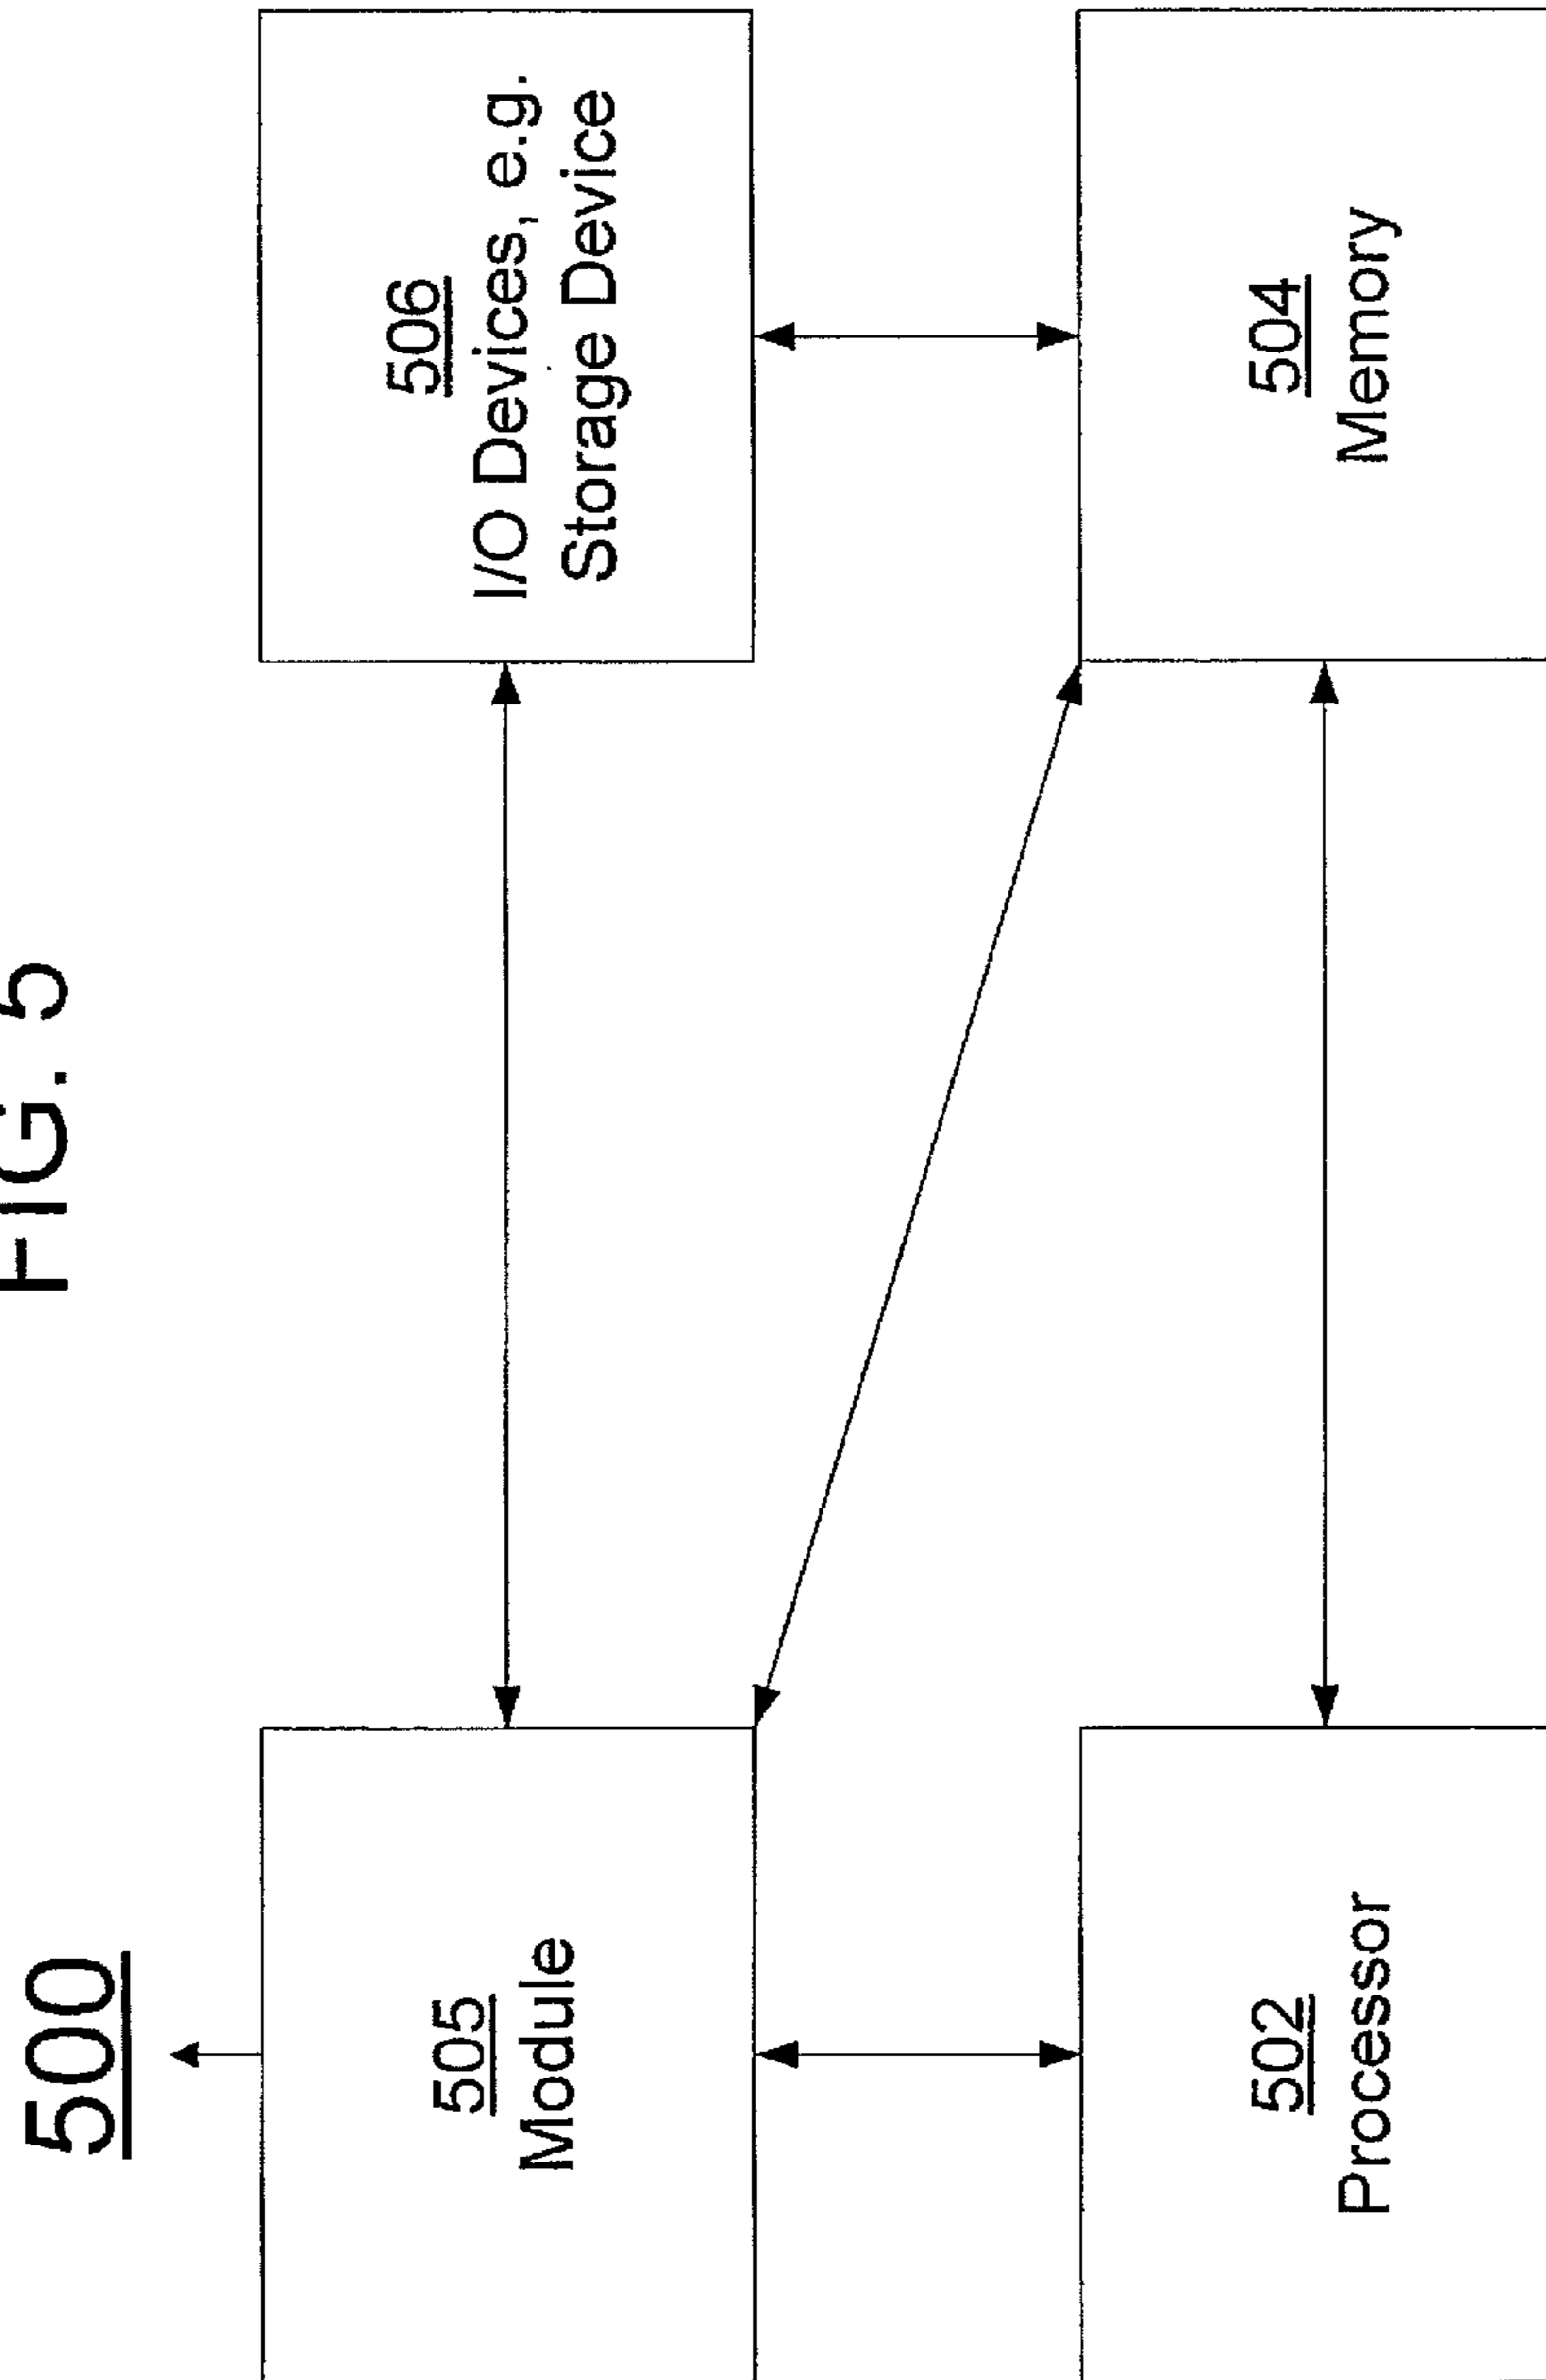 FIG. 5
500
505
Module
506
I/O Devices, e.g.
Storage Device
502
Processor
504
Memory